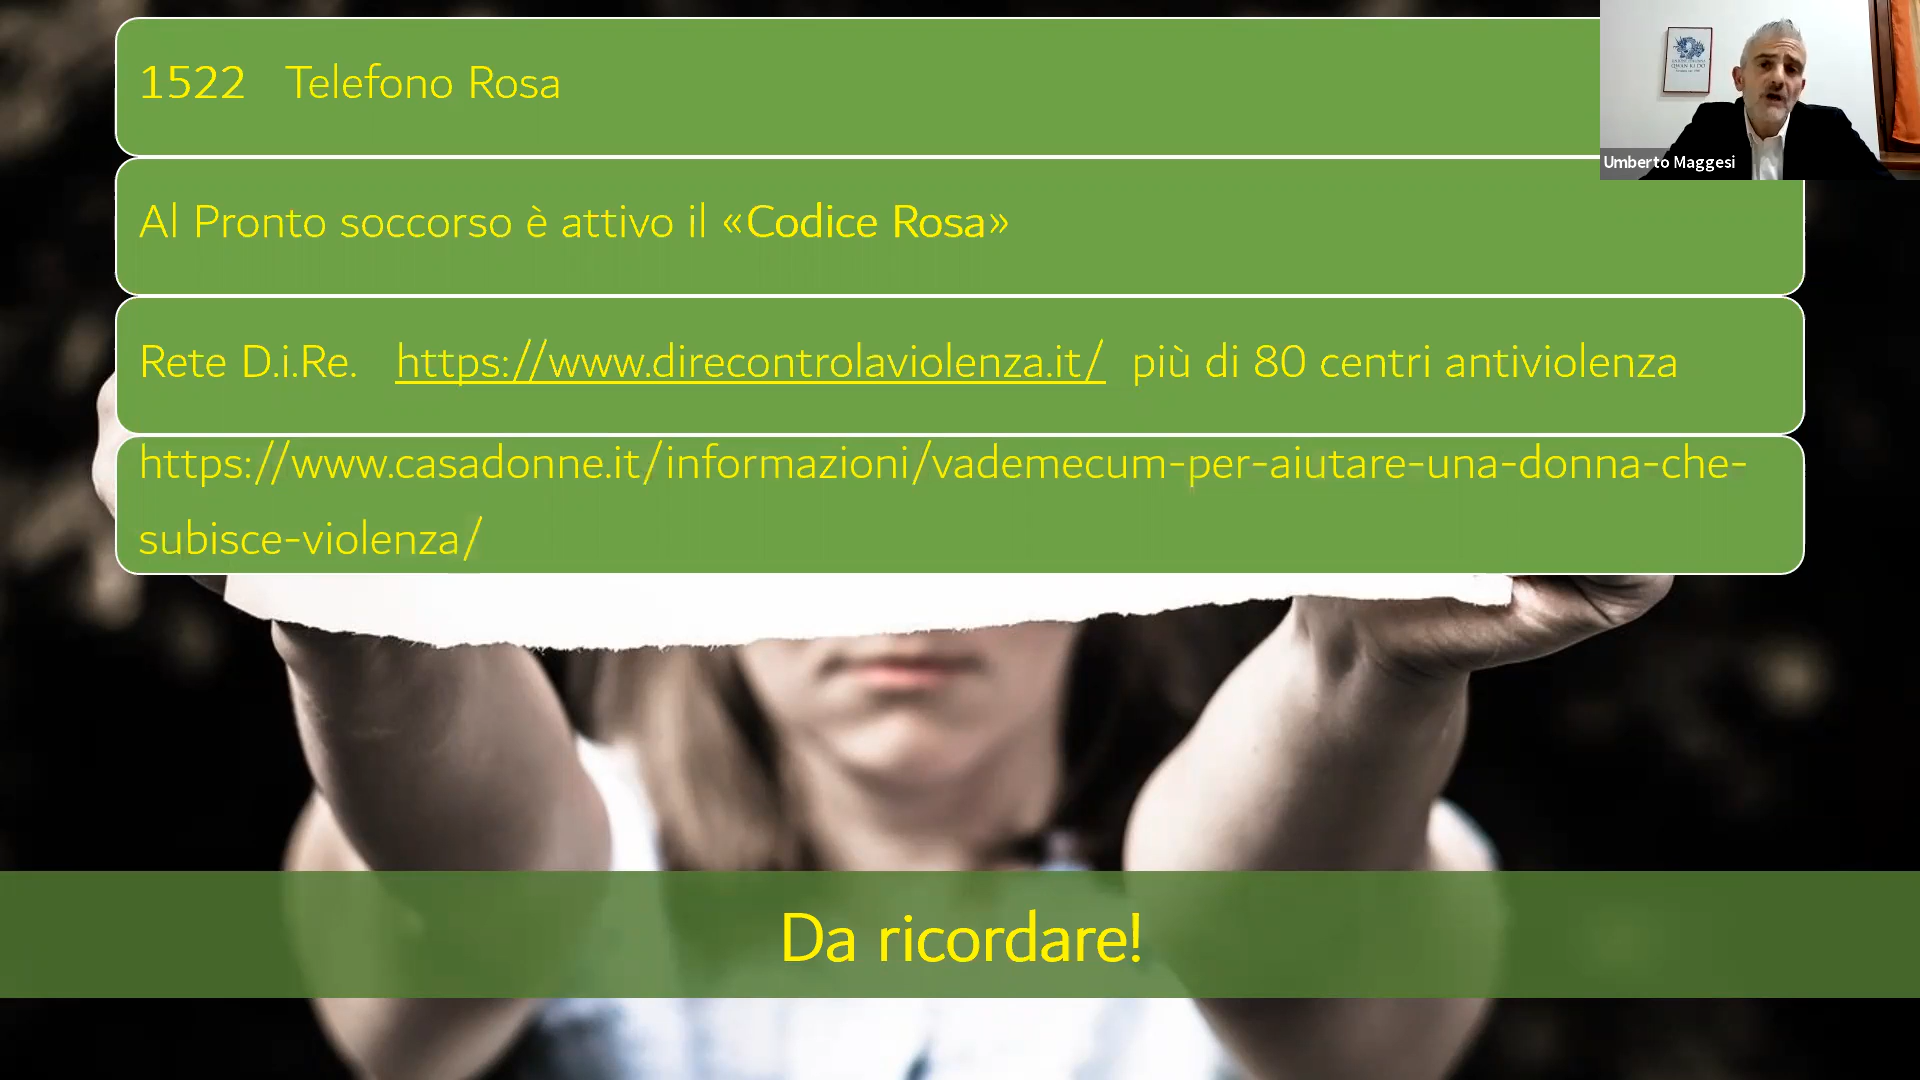 1522 Telefono Rosa
Al Pronto soccorso è attivo il «Codice Rosa»
Rete D.i.Re. https://www.direcontrolaviolenza.it/ più di 80 centri antiviolenza
https://www.casadonne.it/informazioni/vademecum-per-aiutare-una-donna-che-
subisce-violenza/
Da ricordare!
Umberto Maggesi